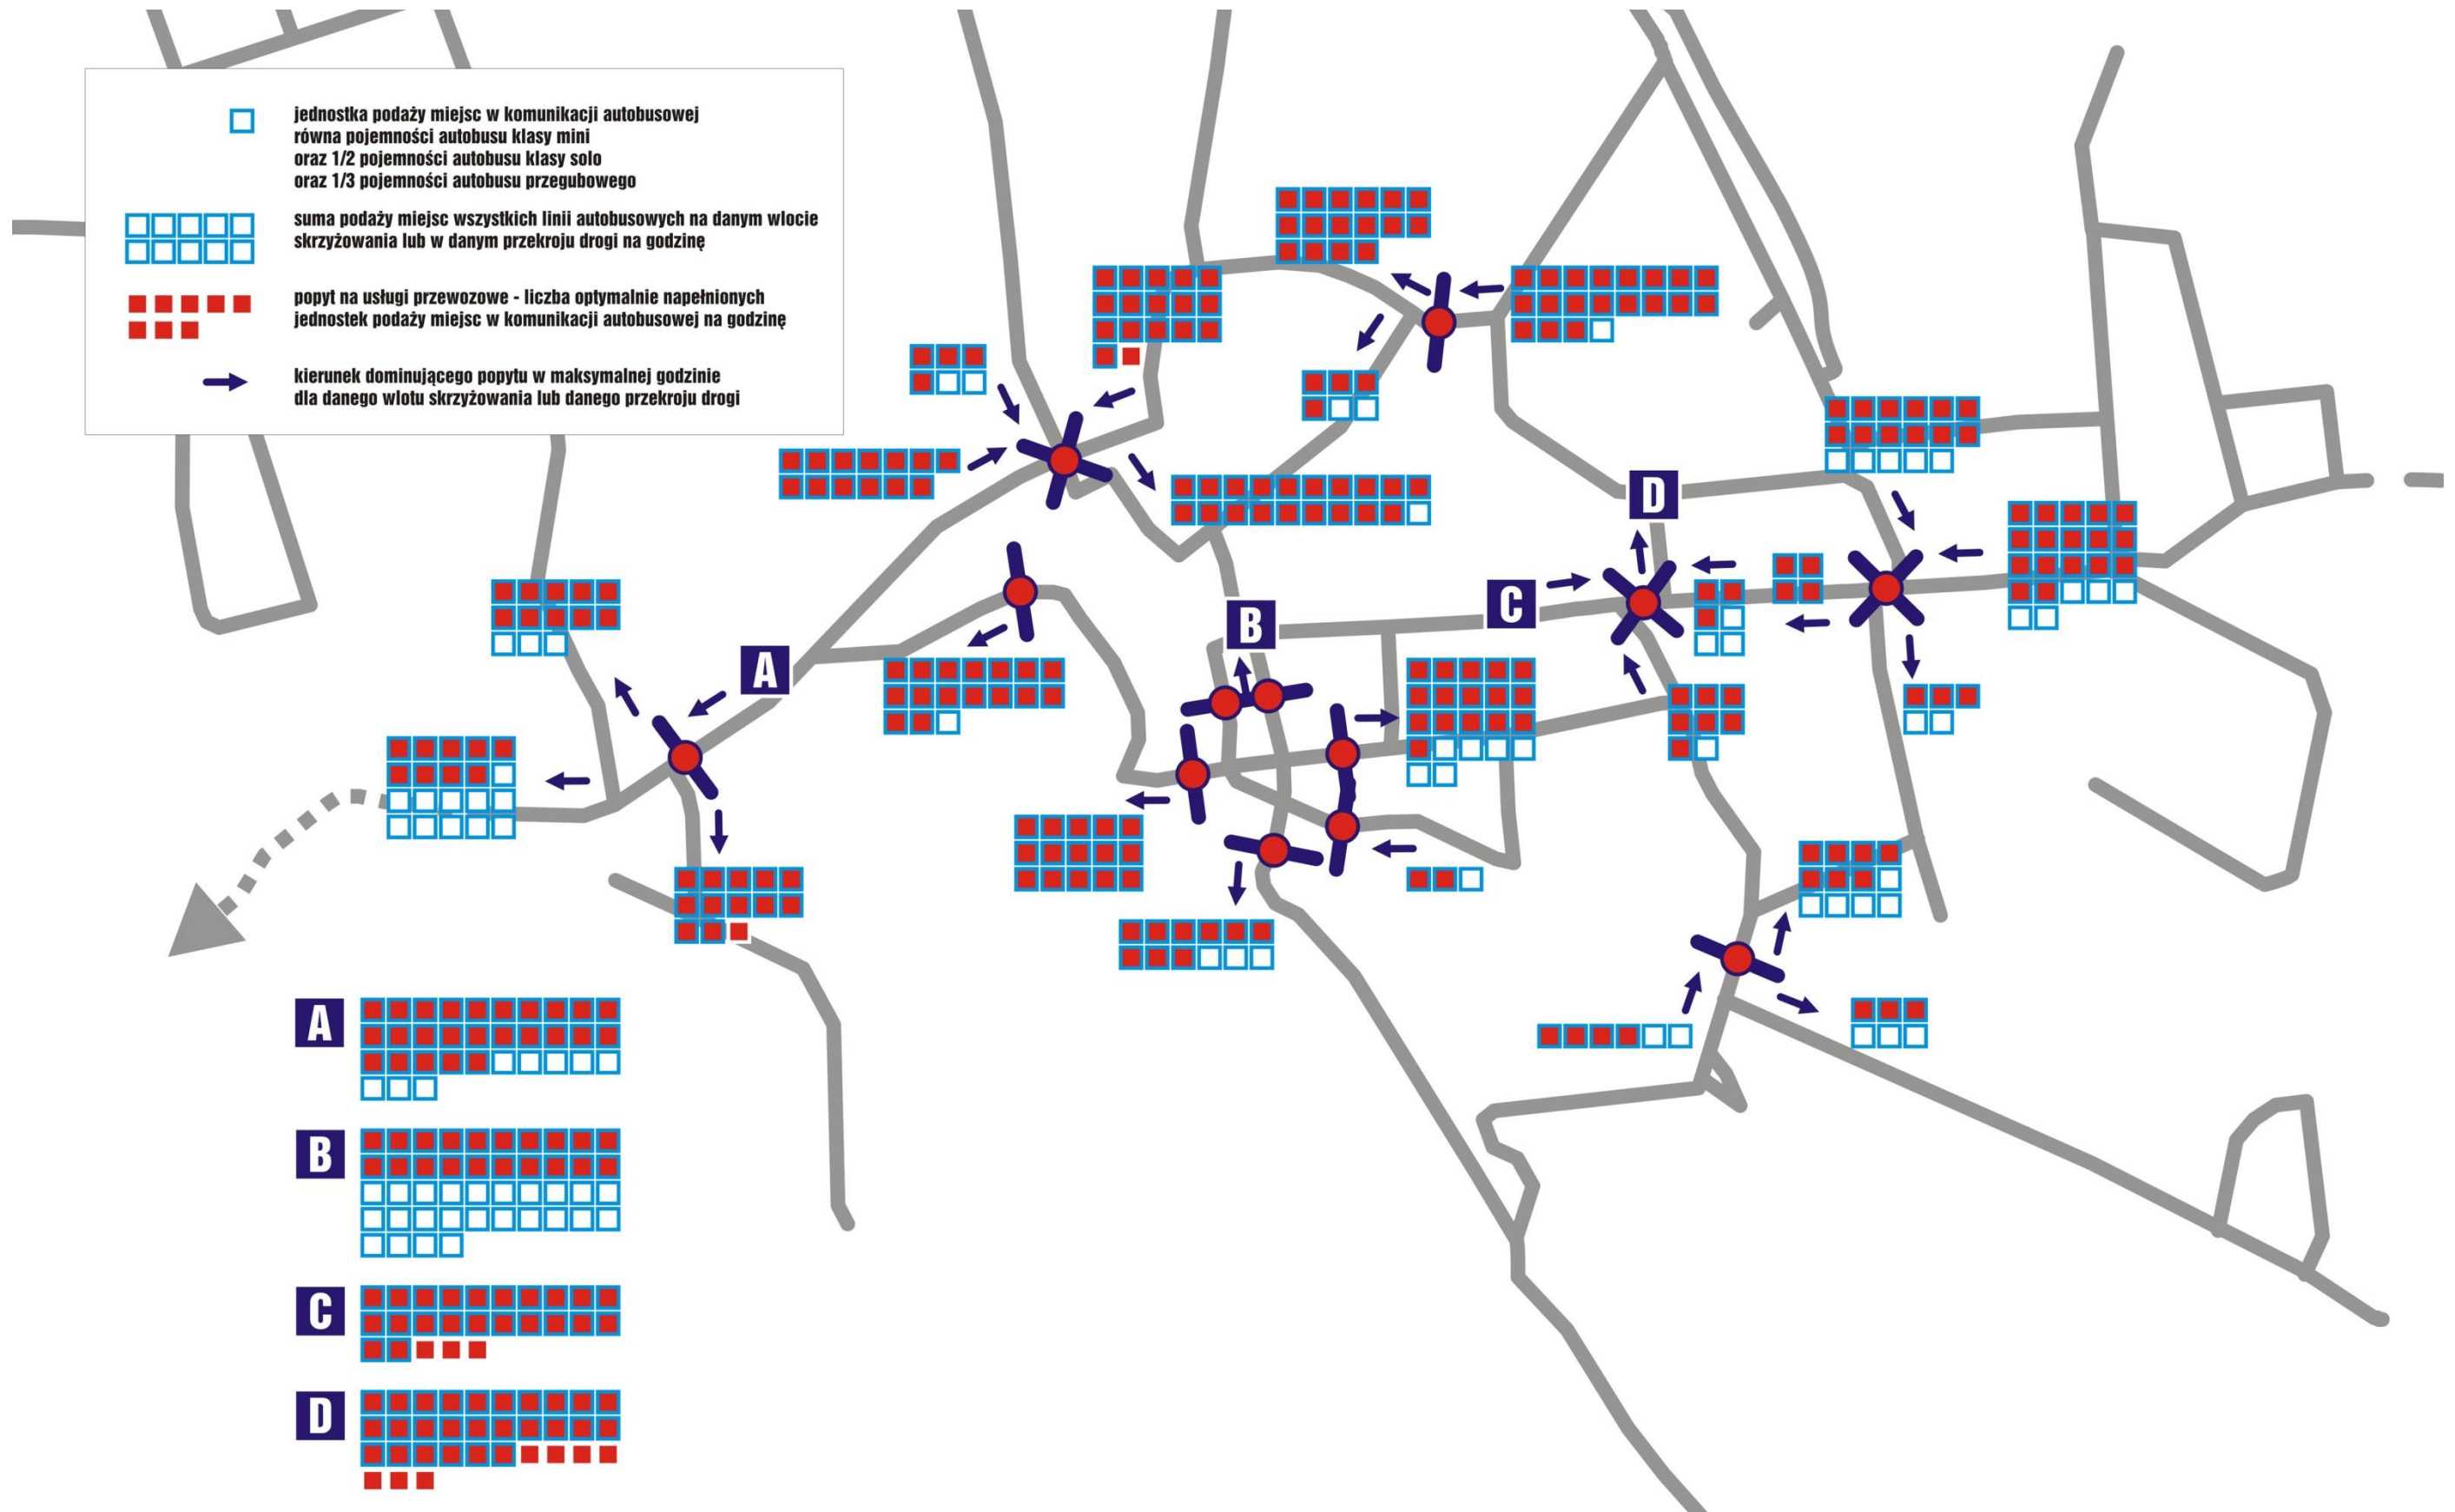 jednostka podaży miejsc w komunikacji autobusowej
równa pojemności autobusu klasy mini
oraz 1/2 pojemności autobusu klasy solo
oraz 1/3 pojemności autobusu przegubowego
suma podaży miejsc wszystkich linii autobusowych na danym wlocie
skrzyżowania lub w danym przekroju drogi na godzinę
popyt na usługi przewozowe - liczba optymalnie napełnionych
jednostek podaży miejsc w komunikacji autobusowej na godzinę
kierunek dominującego popytu w maksymalnej godzinie
dla danego wlotu skrzyżowania lub danego przekroju drogi
D
C
B
A
A
B
C
D